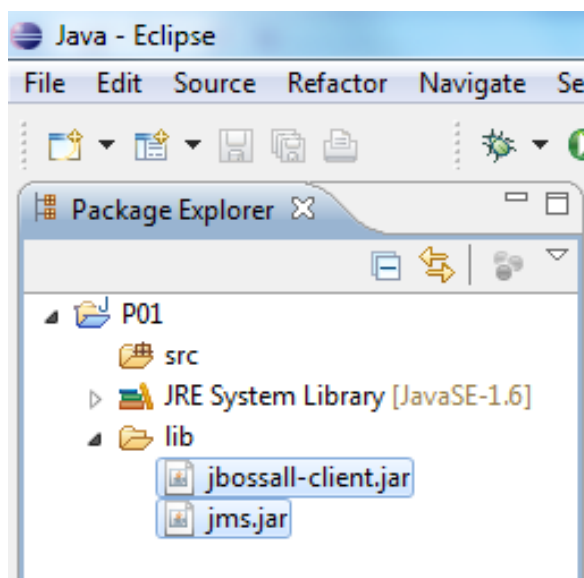 Java - Eclipse
File Edit Source Refactor Navigate Se
Package Explorer
P01
src
JRE System Library [JavaSE-1.6]
lib
jbossall-client.jar
jms.jar